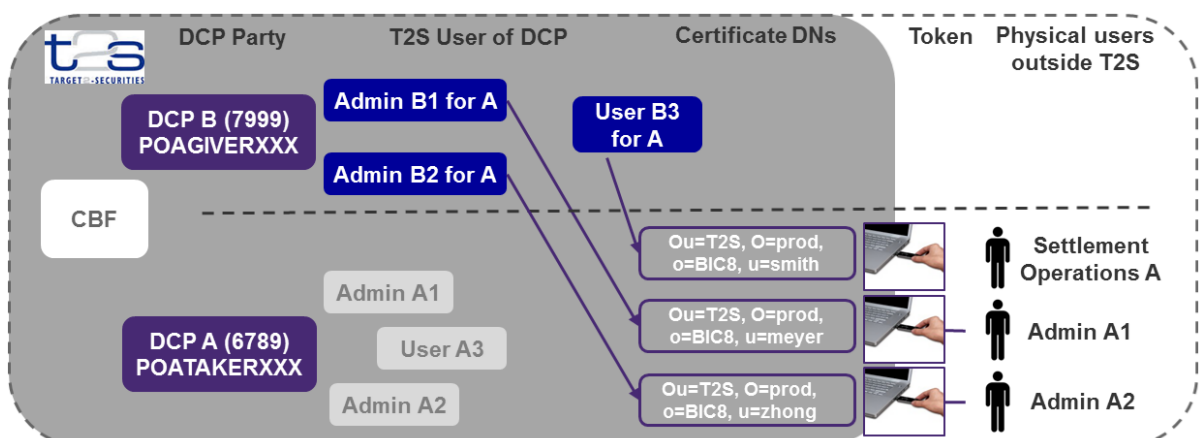 t2s
TARGET2-SECURITIES
DCP Party
T2S User of DCP
Certificate DNs
Token
Physical users
outside T2S
DCP B (7999)
POAGIVERXXX
Admin B1 for A
Admin B2 for A
User B3
for A
CBF
Ou=T2S, O=prod,
o=BIC8, u=smith
Settlement
Operations A
Admin A1
Ou=T2S, O=prod,
o=BIC8, u=meyer
Admin A1
DCP A (6789)
POATAKERXXX
User A3
Admin A2
Ou=T2S, O=prod,
o=BIC8, u=zhong
Admin A2